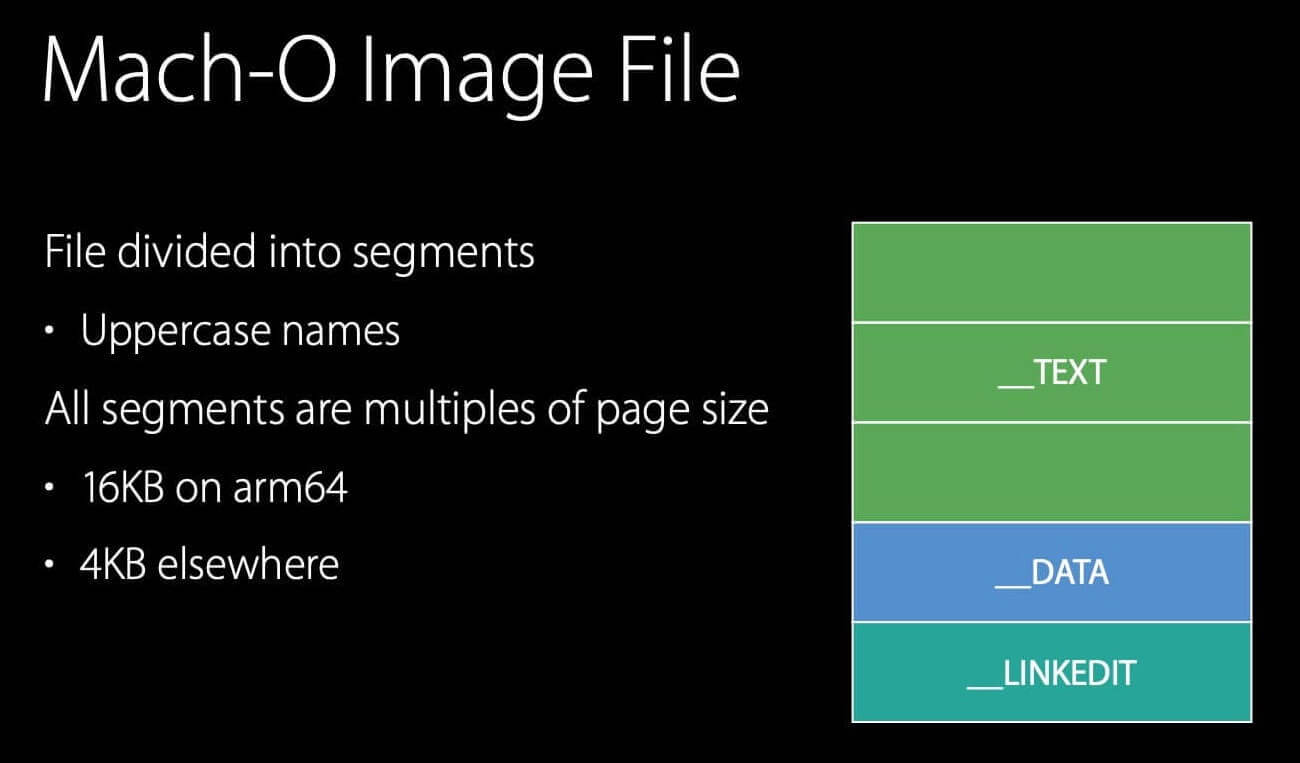 Mach-O Image File
File divided into segments
• Uppercase names
All segments are multiples of page size
• 16KB on arm64
• 4KB elsewhere
__TEXT
__DATA
__LINKEDIT